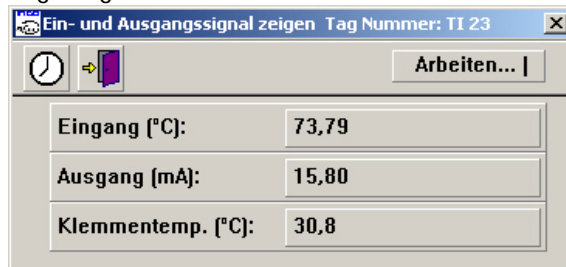 Ein- und Ausgangssignal zeigen Tag Nummer: TI 23
Arbeiten... |
Eingang (°C): 73,79
Ausgang (mA): 15,80
Klemmentemp. (°C): 30,8